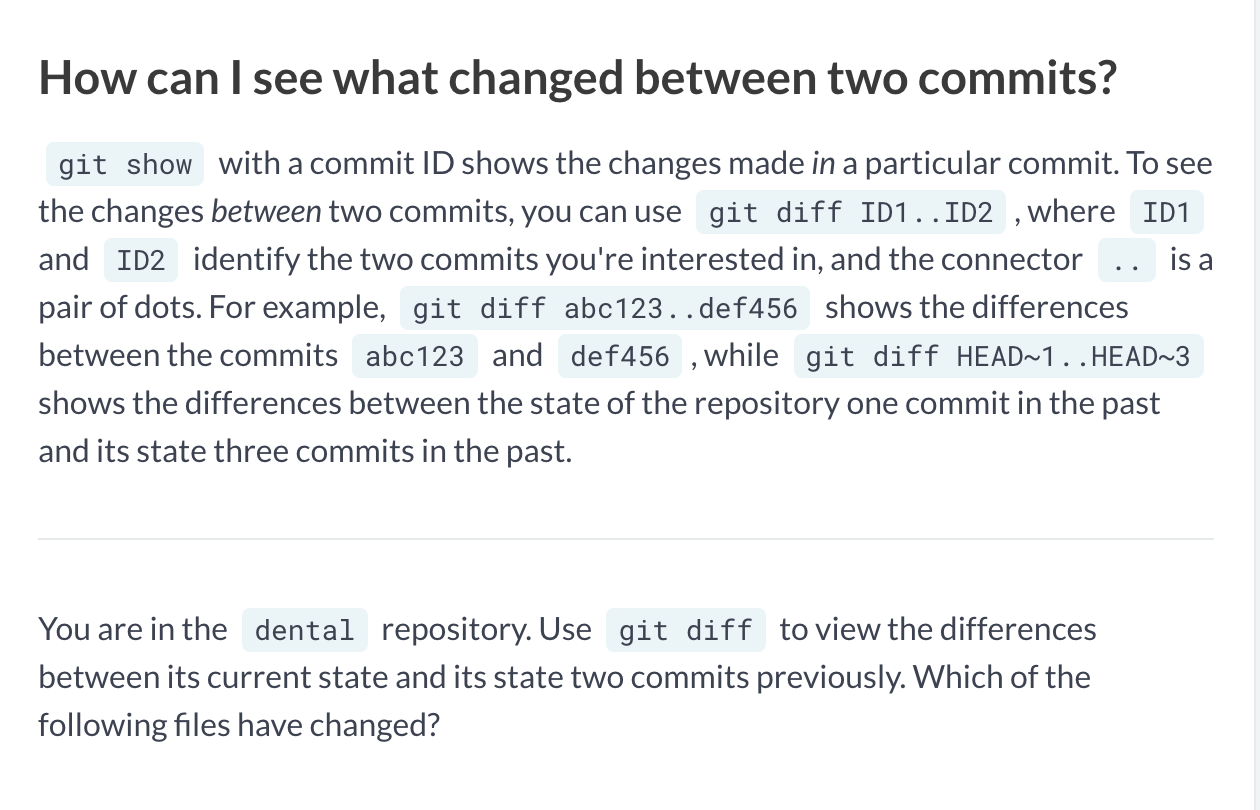 How can I see what changed between two commits?
git show with a commit ID shows the changes made in a particular commit. To see
the changes between two commits, you can use git diff ID1..ID2 , where ID1
and ID2 identify the two commits you're interested in, and the connector .. is a
pair of dots. For example, git diff abc123..def456 shows the differences
between the commits abc123 and def456 , while git diff HEAD~1..HEAD~3
shows the differences between the state of the repository one commit in the past
and its state three commits in the past.
You are in the dental repository. Use git diff to view the differences
between its current state and its state two commits previously. Which of the
following files have changed?